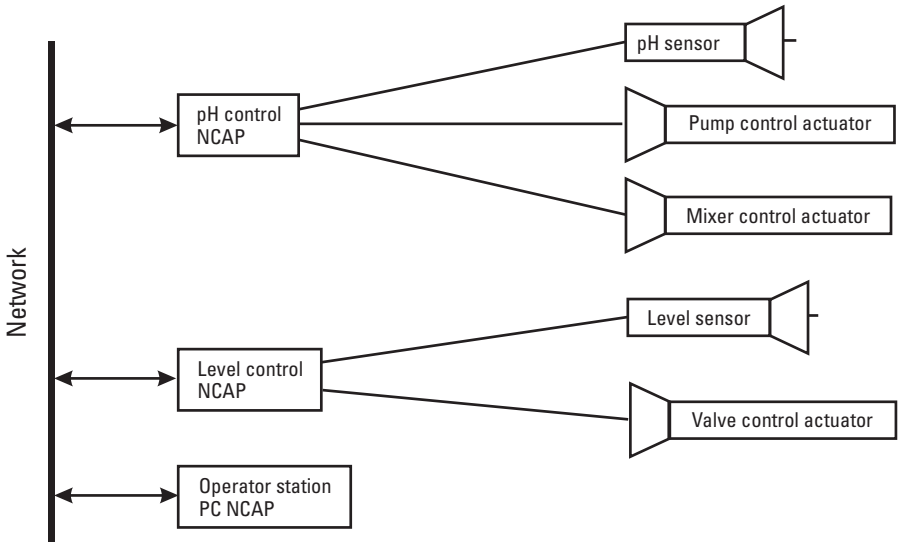 pH sensor
pH control
NCAP
Pump control actuator
Mixer control actuator
Network
Level sensor
Level control
NCAP
Valve control actuator
Operator station
PC NCAP